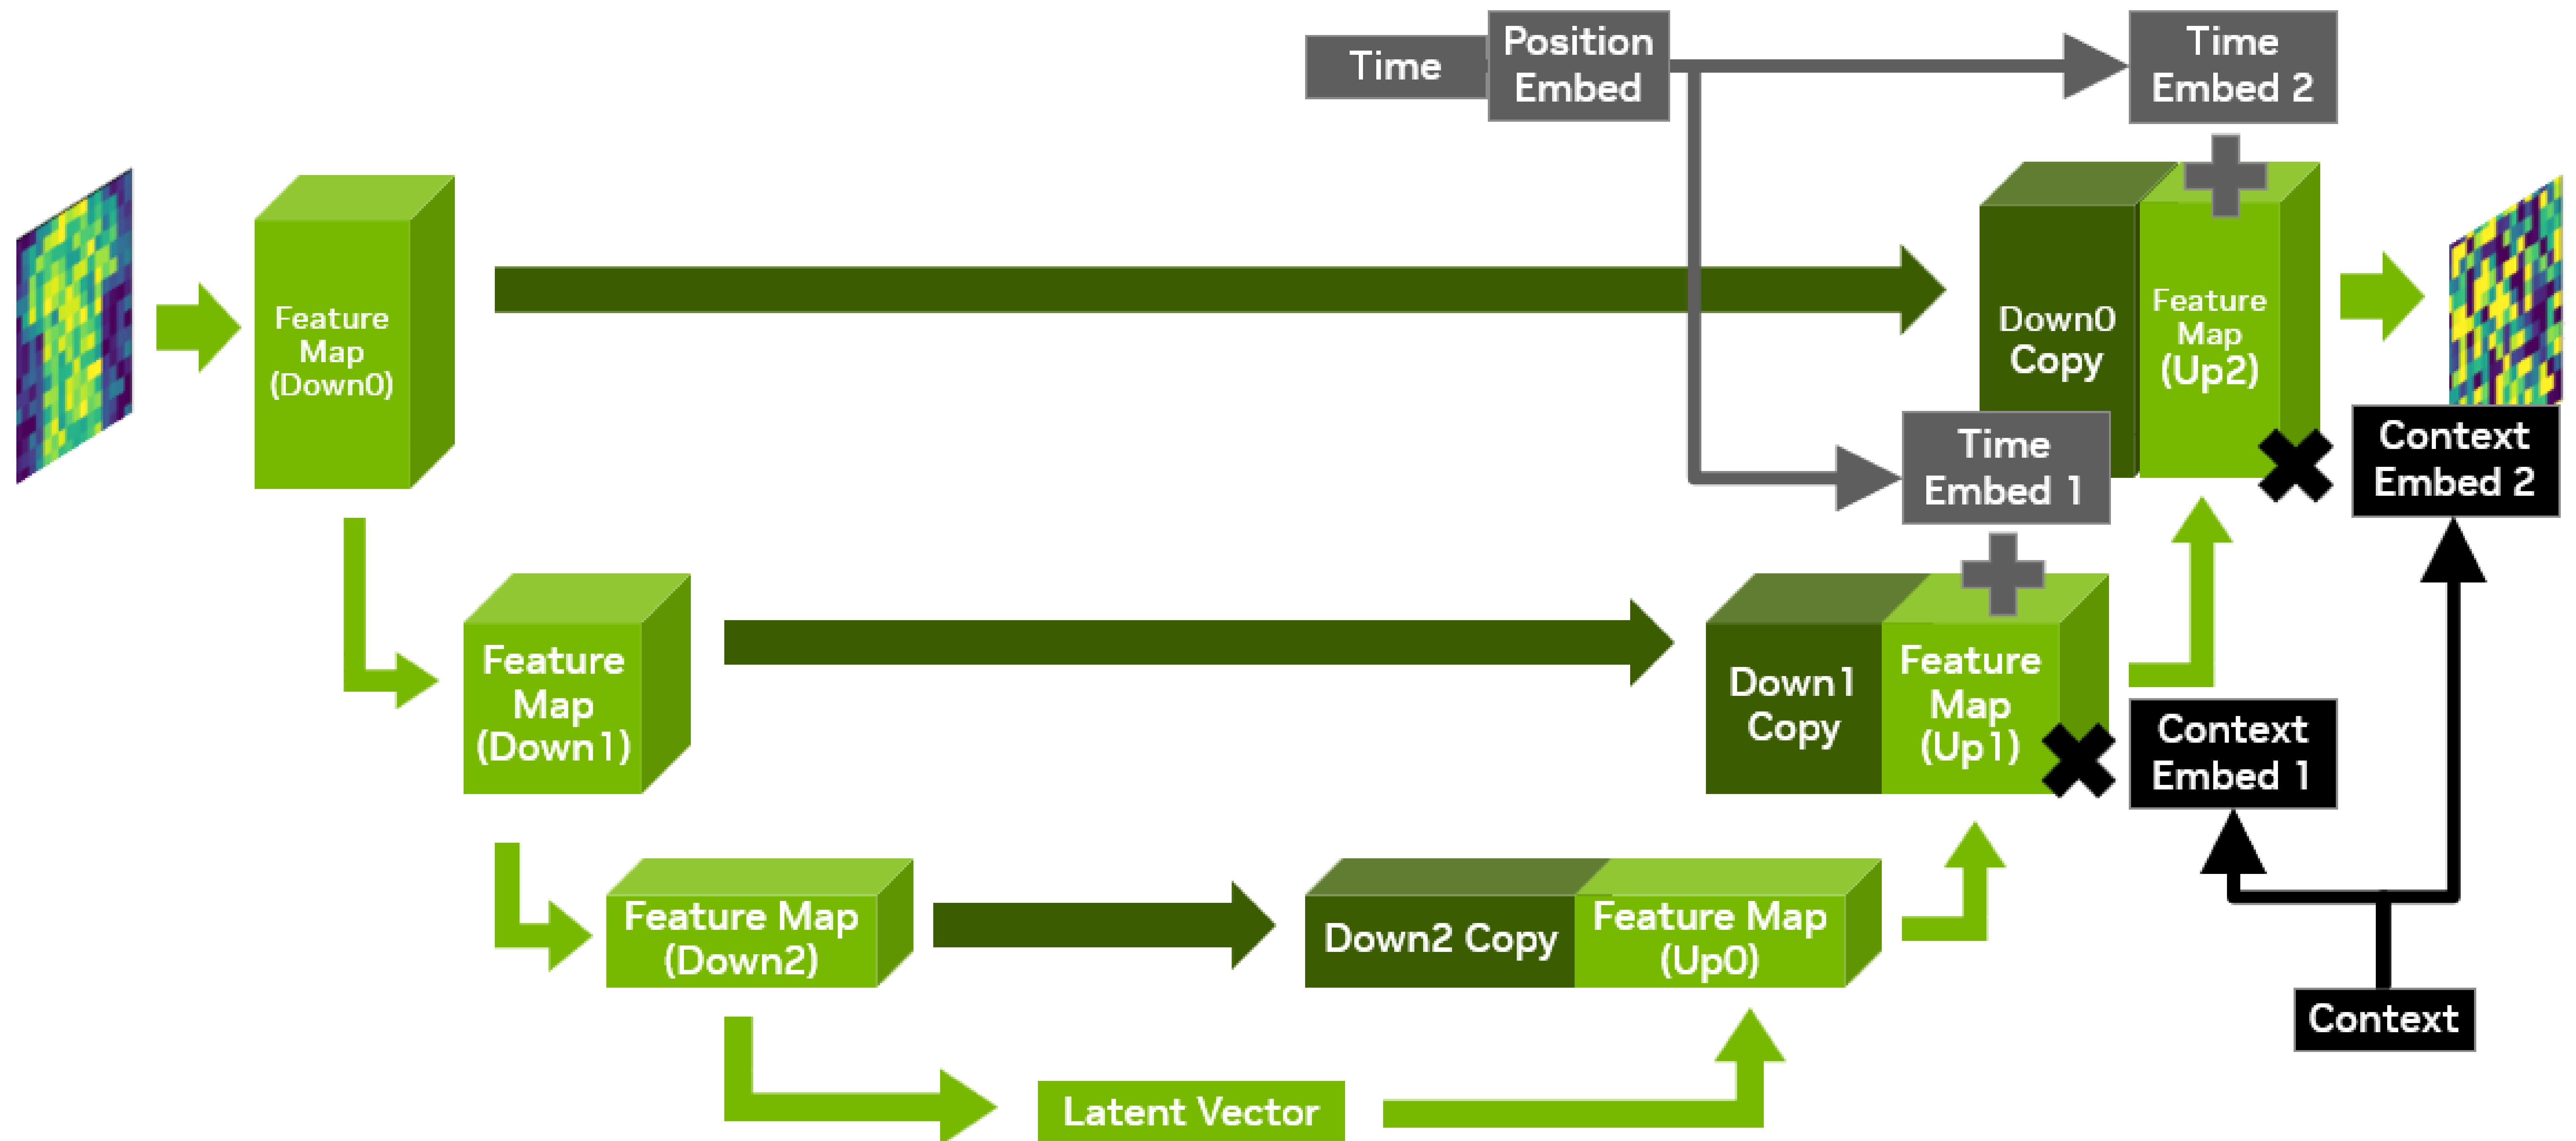 Time
Position
Embed
Time
Embed 2
Feature
Map
(Down0)
Down0
Copy
Feature
Map
(Up2)
Time
Embed 1
Context
Embed 2
Feature
Map
(Down1)
Down1
Copy
Feature
Map
(Up1)
Context
Embed 1
Feature Map
(Down2)
Down2 Copy
Feature Map
(Up0)
Context
Latent Vector